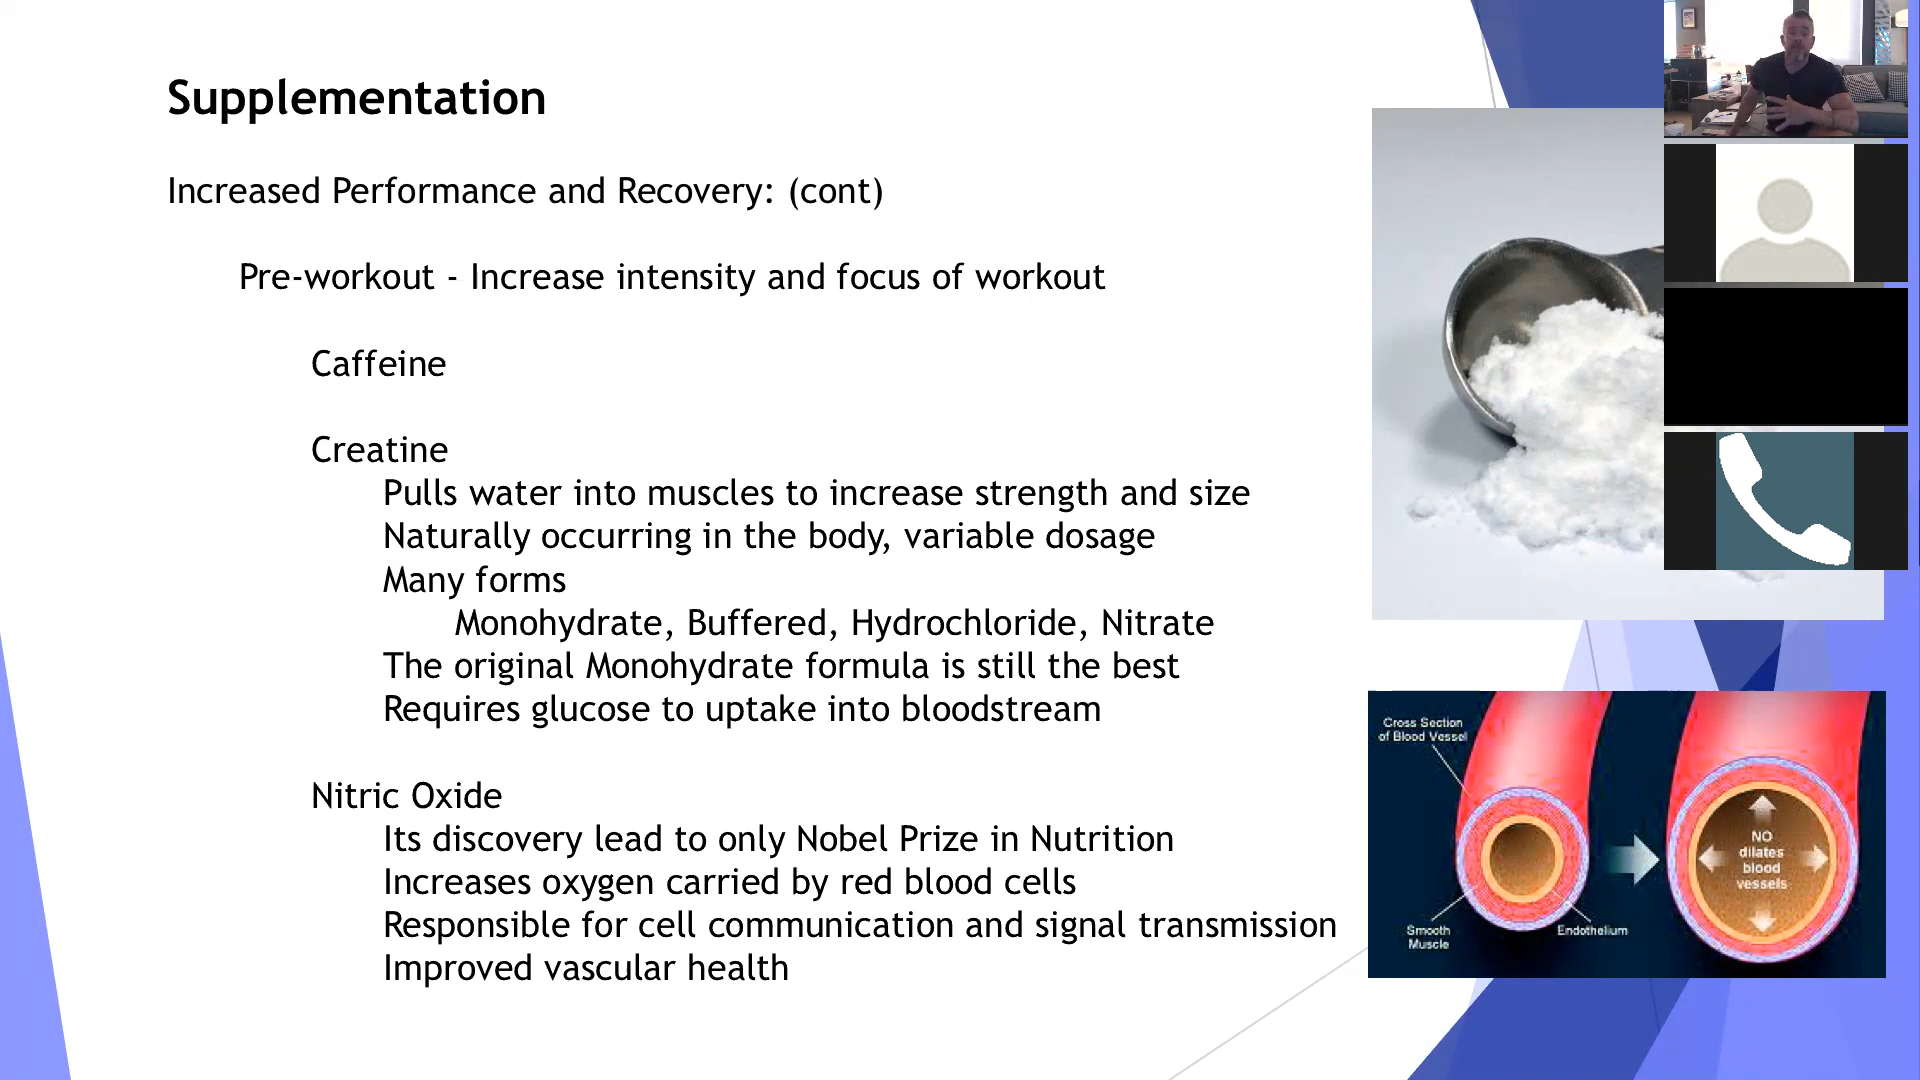 Supplementation
Increased Performance and Recovery: (cont)
Pre-workout - Increase intensity and focus of workout
Caffeine
Creatine
Pulls water into muscles to increase strength and size
Naturally occurring in the body, variable dosage
Many forms
Monohydrate, Buffered, Hydrochloride, Nitrate
The original Monohydrate formula is still the best
Requires glucose to uptake into bloodstream
Nitric Oxide
Its discovery lead to only Nobel Prize in Nutrition
Increases oxygen carried by red blood cells
Responsible for cell communication and signal transmission
Improved vascular health
Cross Section
of Blood Vessel
Smooth
Muscle
Endothelium
NO
dilates
blood
vessels